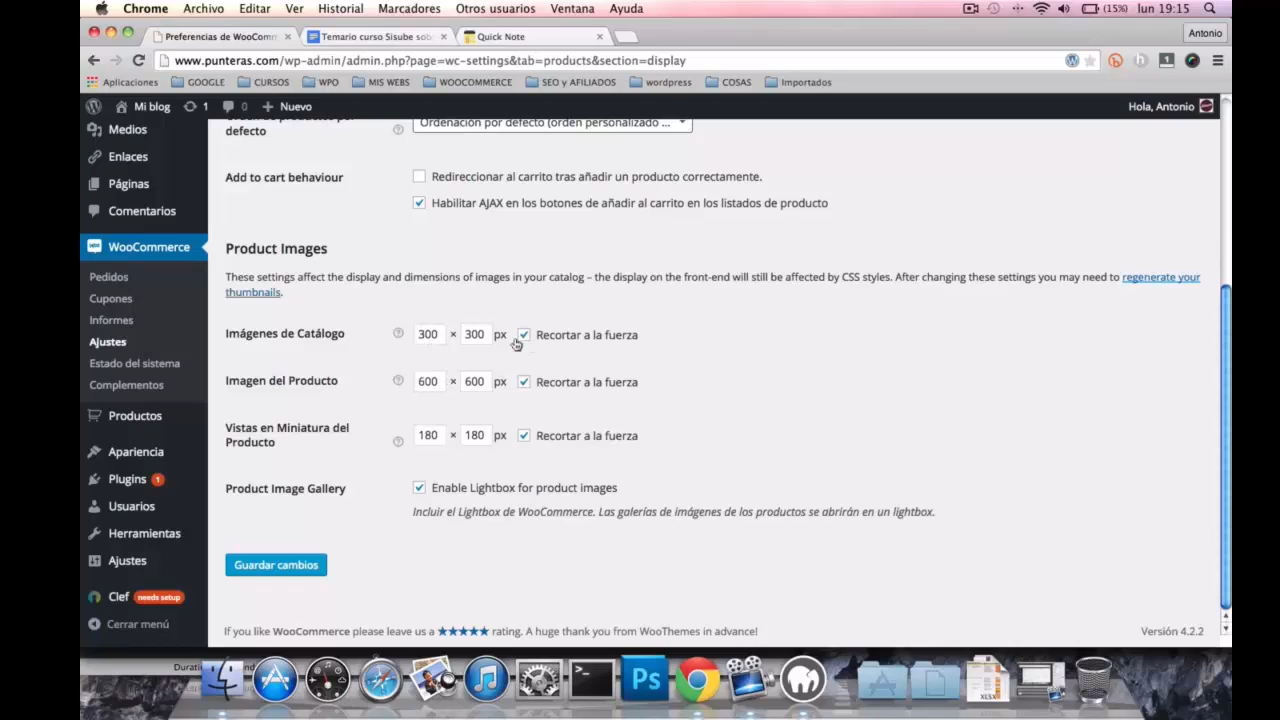 Chrome Archivo Editar Ver Historial Marcadores Otros usuarios Ventana Ayuda (15%) lun 19:15
Preferencias de WooComm Temario curso Sisube sob Quick Note Antonio
www.punteras.com/wp-admin/admin.php?page=wc-settings&tab=products&section=display
Aplicaciones GOOGLE CURSOS WPO MIS WEBS WOOCOMMERCE SEO y AFILIADOS wordpress COSAS Importados
Mi blog 1 0 + Nuevo Hola, Antonio
Medios
Enlaces
Páginas
Comentarios
WooCommerce
Pedidos
Cupones
Informes
Ajustes
Estado del sistema
Complementos
Productos
Apariencia
Plugins 1
Usuarios
Herramientas
Ajustes
Clef needs setup
Cerrar menú
Orden de productos por
defecto
Ordenación por defecto (orden personalizado ...
Add to cart behaviour
Redireccionar al carrito tras añadir un producto correctamente.
Habilitar AJAX en los botones de añadir al carrito en los listados de producto
Product Images
These settings affect the display and dimensions of images in your catalog – the display on the front-end will still be affected by CSS styles. After changing these settings you may need to regenerate your
thumbnails.
Imágenes de Catálogo 300 × 300 px Recortar a la fuerza
Imagen del Producto 600 × 600 px Recortar a la fuerza
Vistas en Miniatura del
Producto
180 × 180 px Recortar a la fuerza
Product Image Gallery Enable Lightbox for product images
Incluir el Lightbox de WooCommerce. Las galerías de imágenes de los productos se abrirán en un lightbox.
Guardar cambios
If you like WooCommerce please leave us a ★★★★★ rating. A huge thank you from WooThemes in advance! Versión 4.2.2
Ps
XLSX